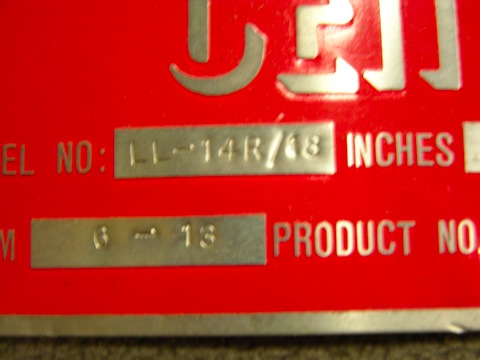 EL NO: LL-14R/18 INCHES
M 6 - 13 PRODUCT NO.